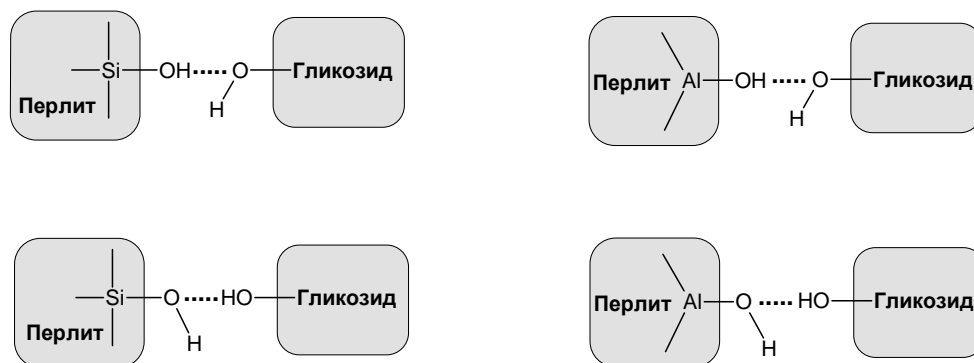 Si OH ..... O Гликозид
H
Перлит
Перлит Al OH ..... O Гликозид
H
Si O ..... HO Гликозид
Перлит
H
Перлит Al O ..... HO Гликозид
H